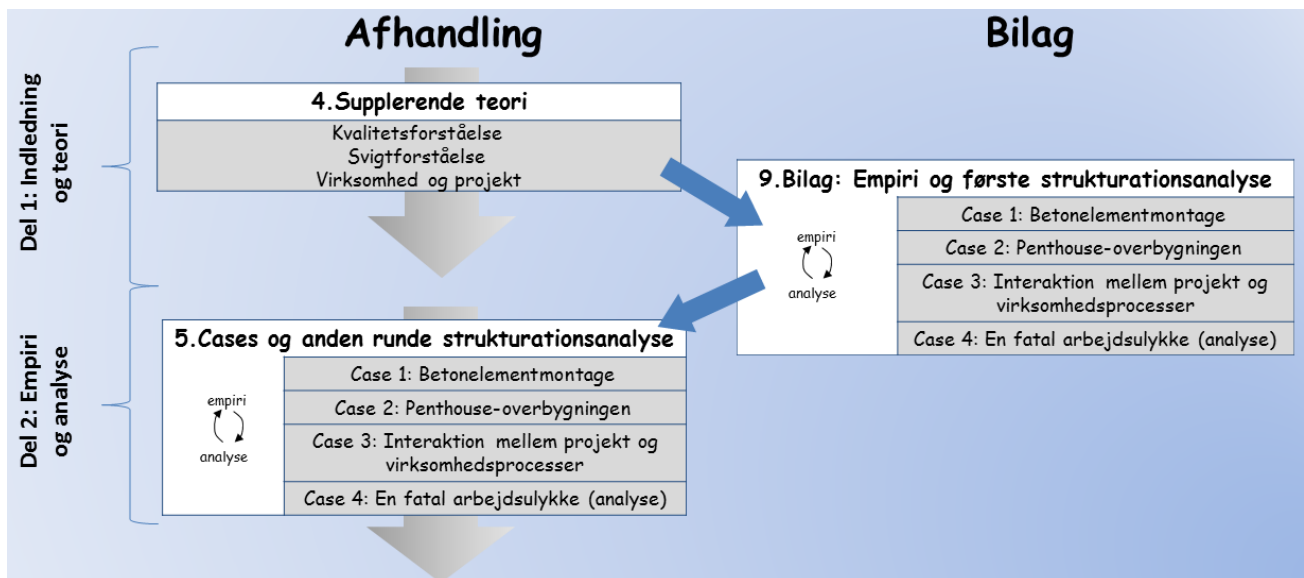 Afhandling
Bilag
Del 1: Indledning
og teori
4.Supplerende teori
Kvalitetsforståelse
Svigtforståelse
Virksomhed og projekt
9.Bilag: Empiri og første strukturationsanalyse
empiri
analyse
Case 1: Betonelementmontage
Case 2: Penthouse-overbygningen
Case 3: Interaktion mellem projekt og
virksomhedsprocesser
Case 4: En fatal arbejdsulykke (analyse)
Del 2: Empiri
og analyse
5.Cases og anden runde strukturationsanalyse
empiri
analyse
Case 1: Betonelementmontage
Case 2: Penthouse-overbygningen
Case 3: Interaktion mellem projekt og
virksomhedsprocesser
Case 4: En fatal arbejdsulykke (analyse)